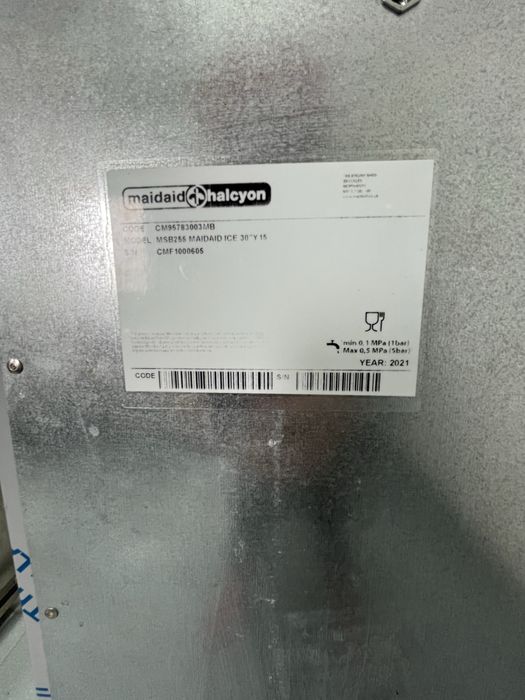 maidaid halcyon
CODE CM95783003MB
MODEL MSB255 MAIDAID ICE 30"Y15
S/N CMF1000605
min 0,1 MPa (1bar)
Max 0,5 MPa (5bar)
YEAR: 2021
CODE S/N